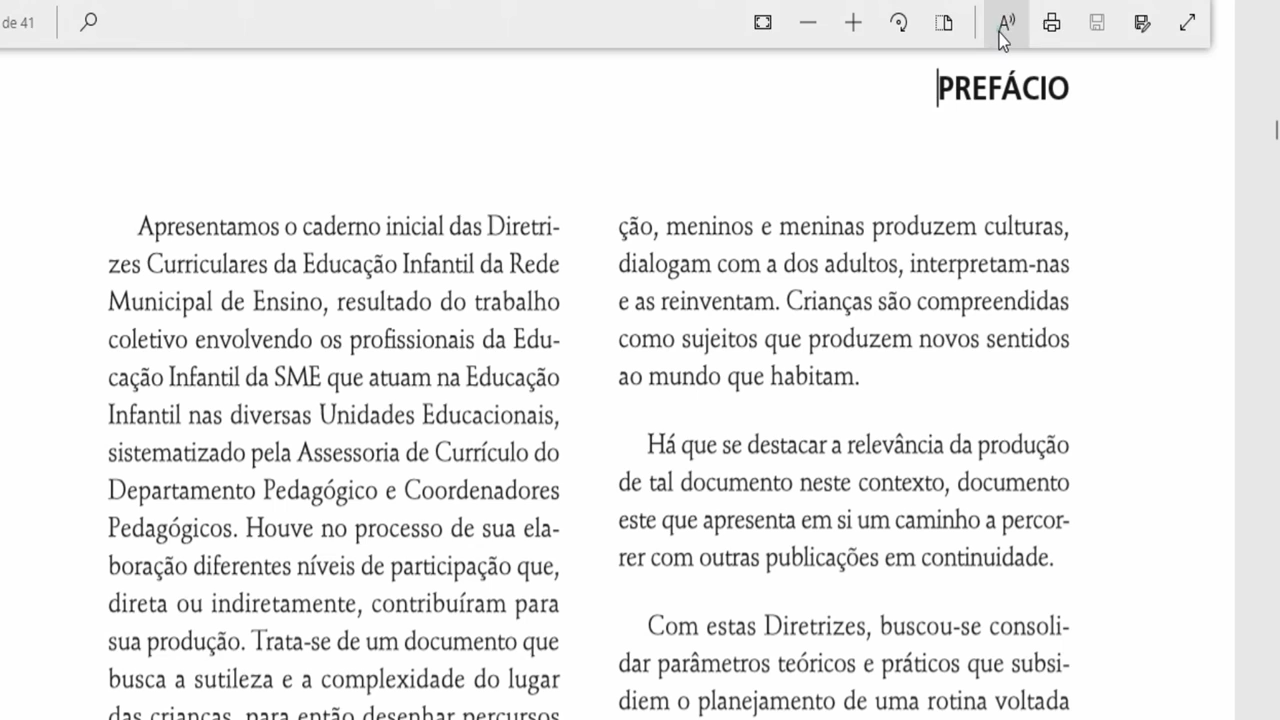 de 41
PREFÁCIO
Apresentamos o caderno inicial das Diretri-
zes Curriculares da Educação Infantil da Rede
Municipal de Ensino, resultado do trabalho
coletivo envolvendo os profissionais da Edu-
cação Infantil da SME que atuam na Educação
Infantil nas diversas Unidades Educacionais,
sistematizado pela Assessoria de Currículo do
Departamento Pedagógico e Coordenadores
Pedagógicos. Houve no processo de sua ela-
boração diferentes níveis de participação que,
direta ou indiretamente, contribuíram para
sua produção. Trata-se de um documento que
busca a sutileza e a complexidade do lugar
das crianças, para então desenhar percursos
ção, meninos e meninas produzem culturas,
dialogam com a dos adultos, interpretam-nas
e as reinventam. Crianças são compreendidas
como sujeitos que produzem novos sentidos
ao mundo que habitam.
Há que se destacar a relevância da produção
de tal documento neste contexto, documento
este que apresenta em si um caminho a percor-
rer com outras publicações em continuidade.
Com estas Diretrizes, buscou-se consoli-
dar parâmetros teóricos e práticos que subsi-
diem o planejamento de uma rotina voltada